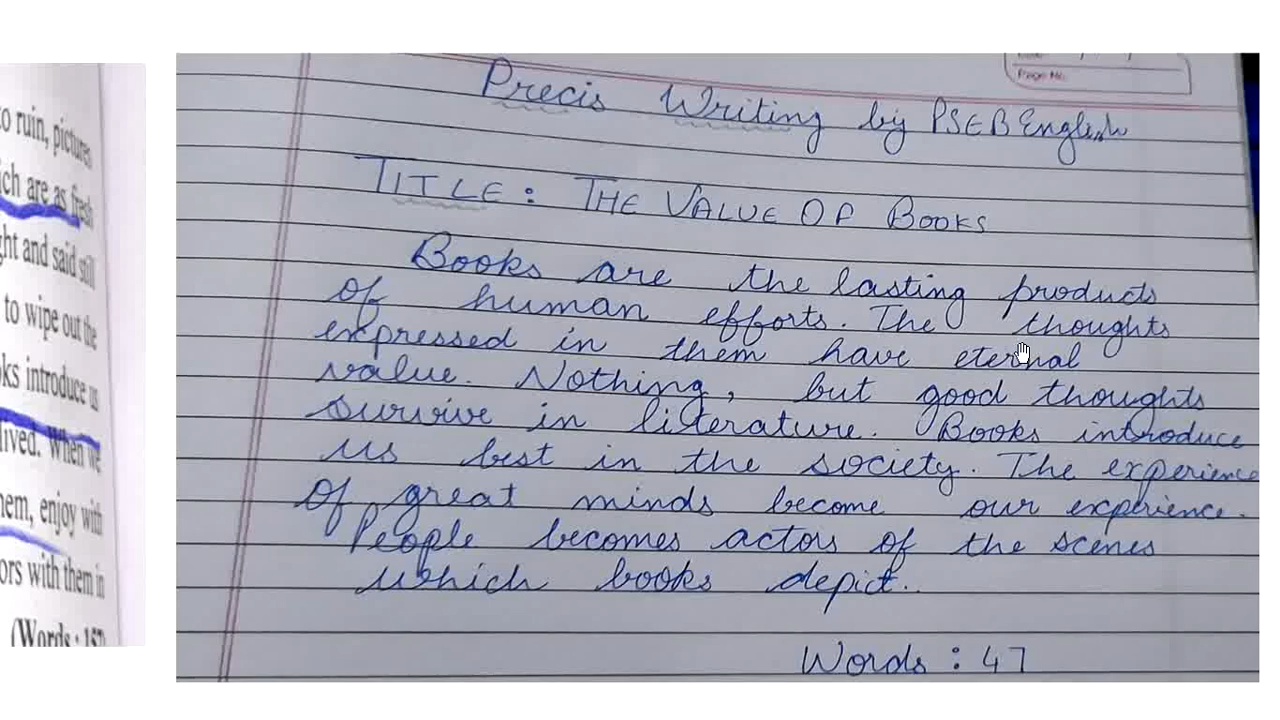 to ruin, pictures
ich are as fresh
ght and said still
to wipe out the
ks introduce us
lived. When we
hem, enjoy with
ors with them in
(Words : 157)
Page No.
Precis Writing by PSEB English
TITLE : THE VALUE OF BOOKS
Books are the lasting products
of human efforts. The thoughts
expressed in them have eternal
value. Nothing, but good thoughts
survive in literature. Books introduce
us best in the society. The experience
of great minds become our experience.
People becomes actors of the scenes
which books depict.
Words : 47